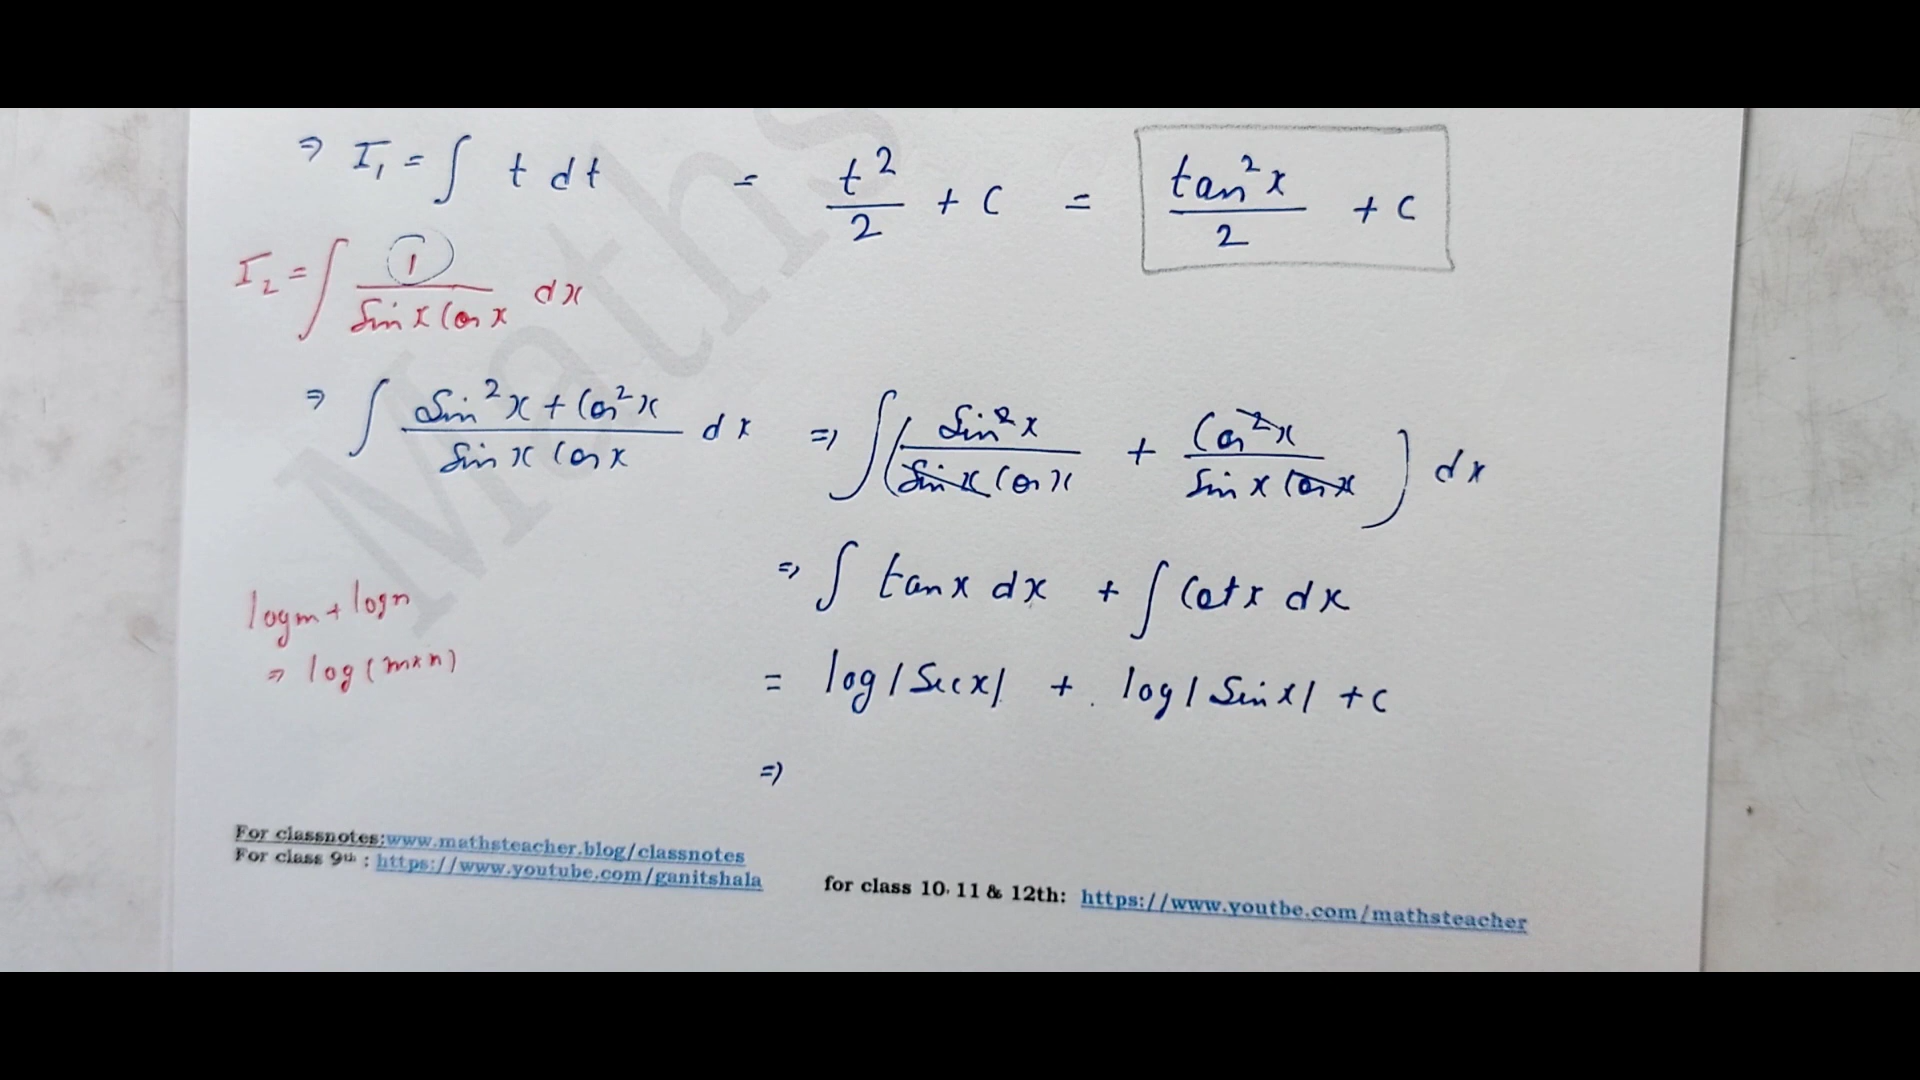 ⇒ I₁ = ∫ t dt = t²/2 + C = tan²x/2 + C
I₂ = ∫ 1/(Sin x Cos x) dx
⇒ ∫ (Sin²x + Cos²x)/(Sin x Cos x) dx ⇒ ∫ (Sin²x/(Sin x Cos x) + Cos²x/(Sin x Cos x)) dx
⇒ ∫ tan x dx + ∫ Cot x dx
log m + log n
⇒ log (m×n)
= log |Sec x| + log |Sin x| + C
⇒
Maths
For classnotes:www.mathsteacher.blog/classnotes
For class 9th : https://www.youtube.com/ganitshala
for class 10, 11 & 12th: https://www.youtbe.com/mathsteacher